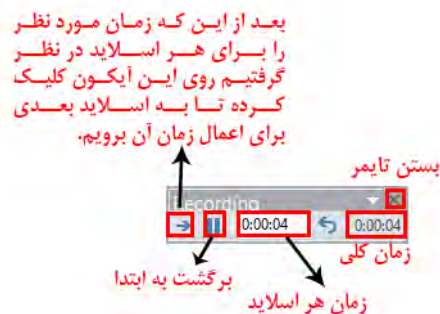 بعد از این که زمان مورد نظر
را برای هر اسلاید در نظر
گرفتیم روی این آیکون کلیک
کرده تا به اسلاید بعدی
برای اعمال زمان آن برویم.
بستن تایمر
Recording
0:00:04
0:00:04
زمان کلی
برگشت به ابتدا
زمان هر اسلاید